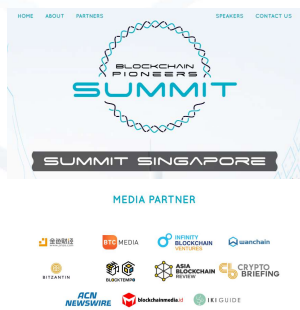 HOME ABOUT PARTNERS SPEAKERS CONTACT US
BLOCKCHAIN
PIONEERS
SUMMIT
SUMMIT SINGAPORE
MEDIA PARTNER
金色财经
BTC MEDIA
INFINITY
BLOCKCHAIN
VENTURES
wanchain
BITZANTIN
BLOCKTEMPO
ASIA
BLOCKCHAIN
REVIEW
CRYPTO
BRIEFING
ACN
NEWSWIRE
blockchainmedia.id
IKIGUIDE